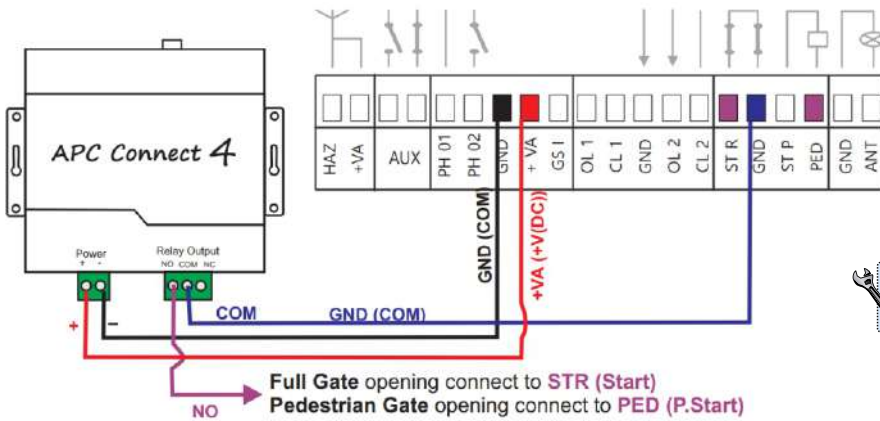 APC Connect 4
Power
+ -
Relay Output
NO COM NC
+
–
HAZ
+VA
AUX
PH 01
PH 02
GND
+ VA
GS I
OL 1
CL 1
GND
OL 2
CL 2
ST R
GND
ST P
PED
GND
ANT
GND (COM)
+VA (+V(DC))
COM
GND (COM)
NO
Full Gate opening connect to STR (Start)
Pedestrian Gate opening connect to PED (P.Start)